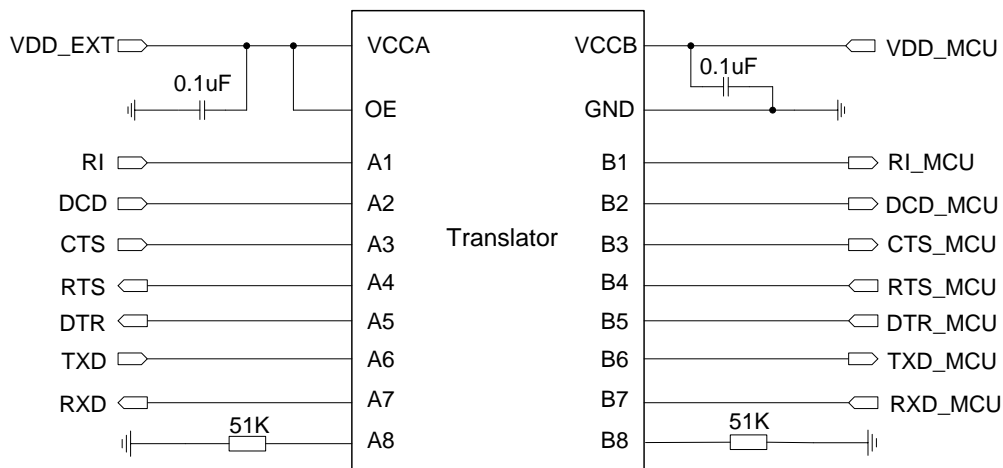 VDD_EXT VCCA VCCB VDD_MCU
0.1uF 0.1uF
OE GND
RI A1 B1 RI_MCU
DCD A2 B2 DCD_MCU
CTS A3 Translator B3 CTS_MCU
RTS A4 B4 RTS_MCU
DTR A5 B5 DTR_MCU
TXD A6 B6 TXD_MCU
RXD A7 B7 RXD_MCU
51K A8 B8 51K